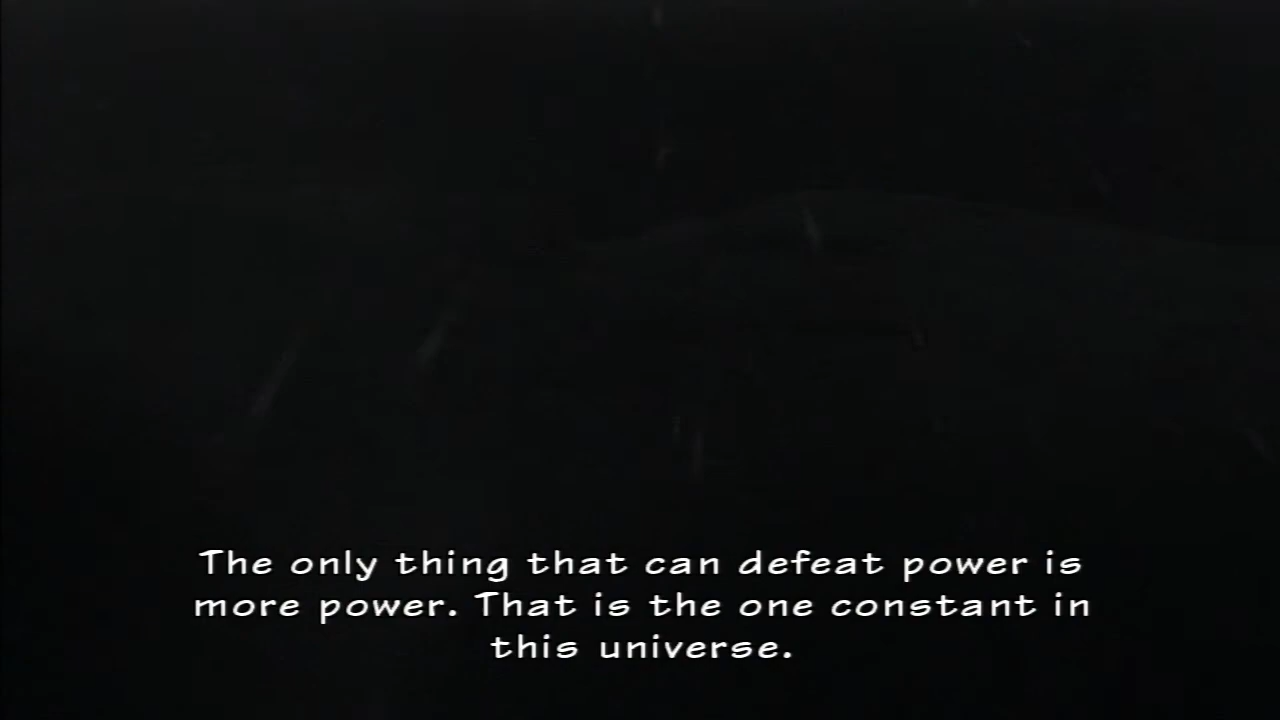 The only thing that can defeat power is
more power. That is the one constant in
this universe.